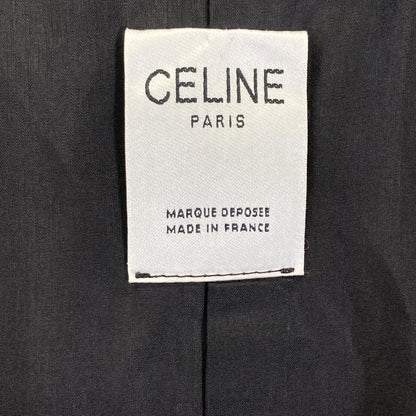 CELINE
PARIS
MARQUE DEPOSEE
MADE IN FRANCE